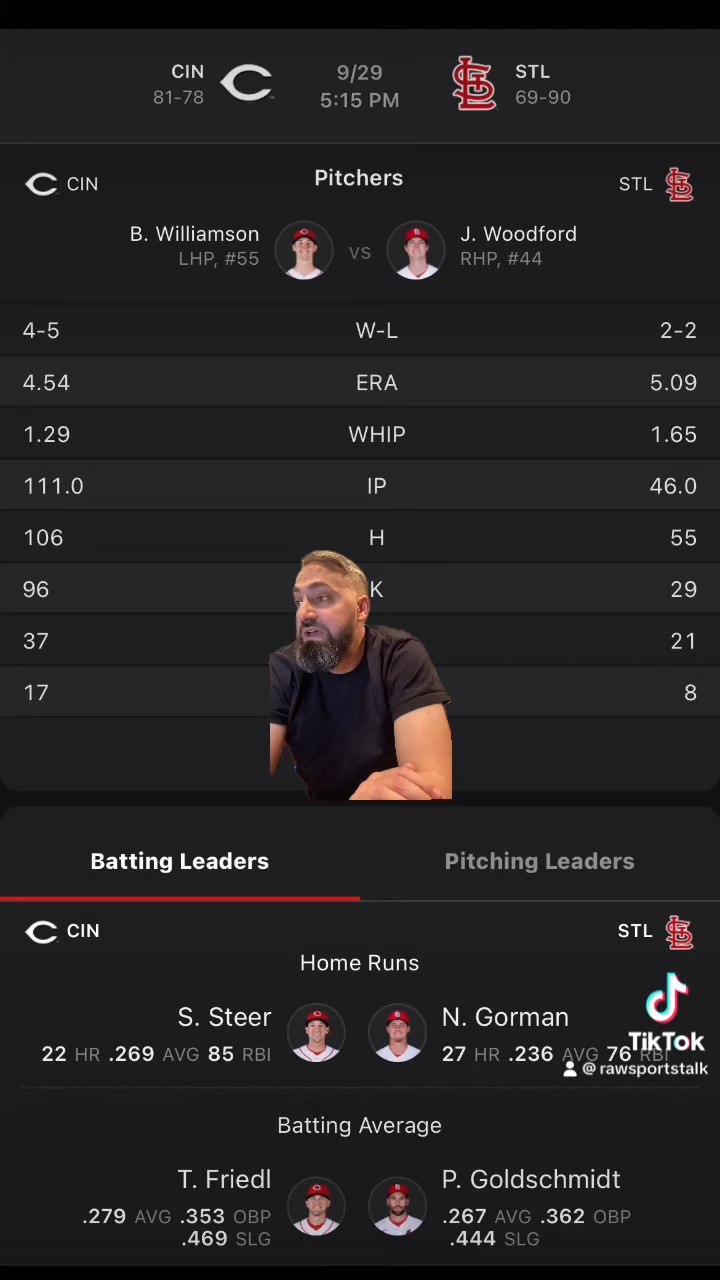 CIN 9/29 STL
81-78 5:15 PM 69-90
CIN Pitchers STL
B. Williamson vs J. Woodford
LHP, #55 RHP, #44
4-5 W-L 2-2
4.54 ERA 5.09
1.29 WHIP 1.65
111.0 IP 46.0
106 H 55
96 K 29
37 21
17 8
Batting Leaders Pitching Leaders
CIN STL
Home Runs
S. Steer N. Gorman
22 HR .269 AVG 85 RBI 27 HR .236 AVG 76 RBI
TikTok
@rawsportstalk
Batting Average
T. Friedl P. Goldschmidt
.279 AVG .353 OBP .267 AVG .362 OBP
.469 SLG .444 SLG